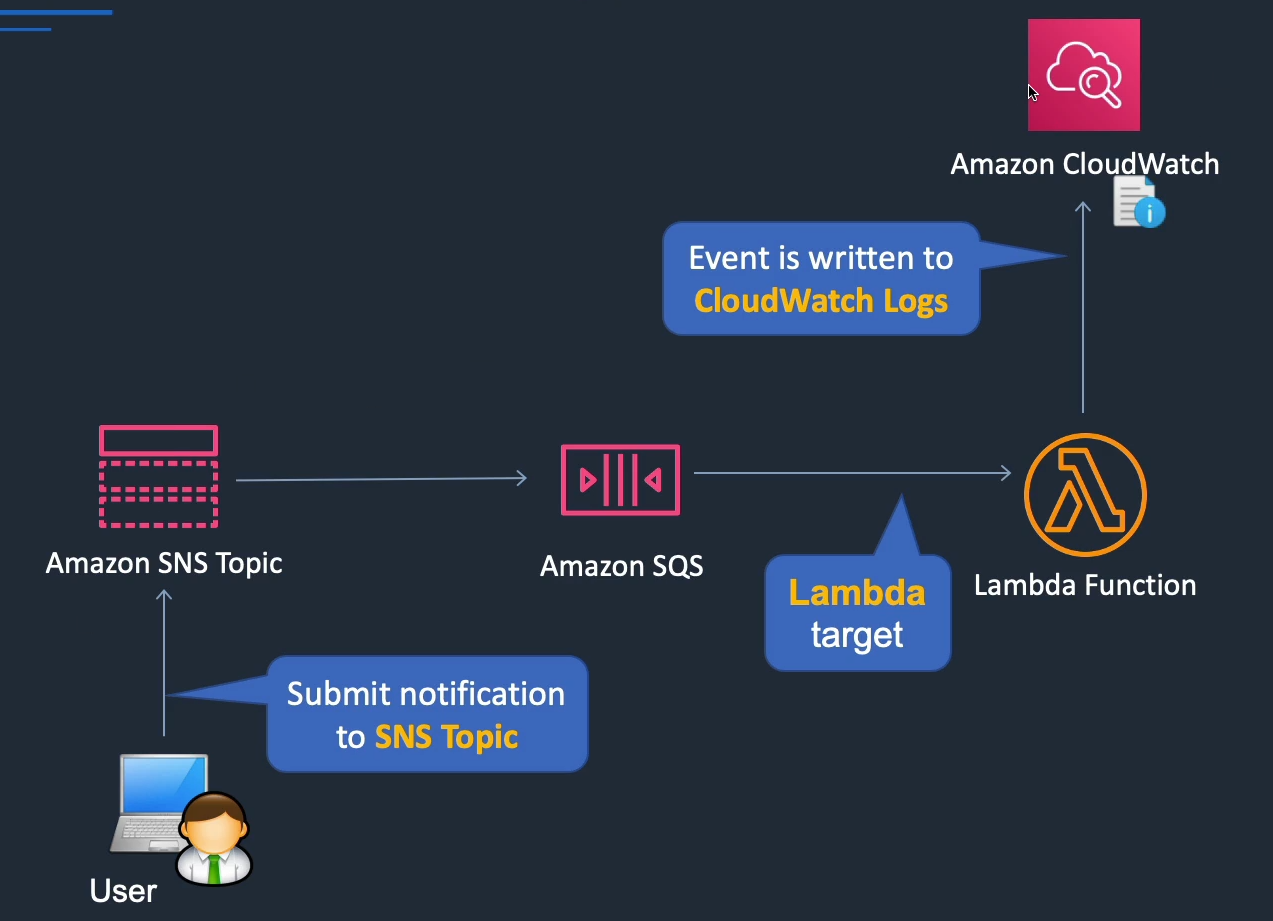 Amazon CloudWatch
Event is written to
CloudWatch Logs
Amazon SNS Topic
Amazon SQS
Lambda Function
Lambda
target
Submit notification
to SNS Topic
User